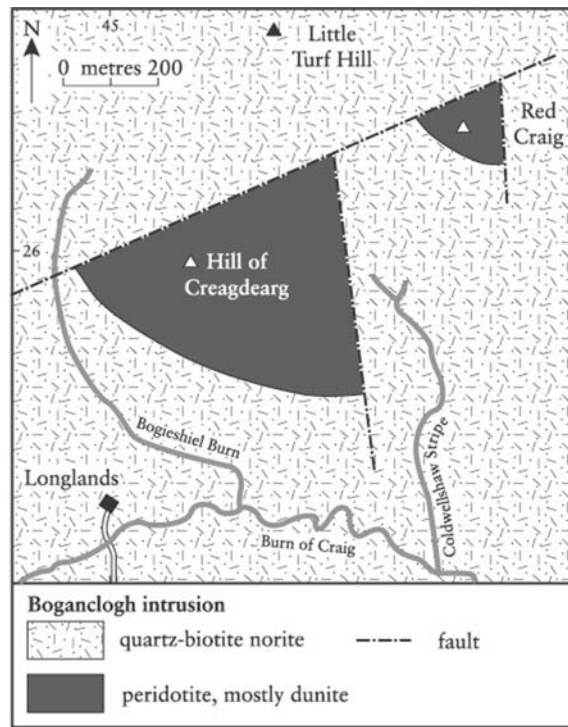 45
N
Little
Turf Hill
0 metres 200
Red
Craig
26
Hill of
Creagdearg
Bogieshiel Burn
Coldwellshaw Stripe
Longlands
Burn of Craig
Boganclogh intrusion
quartz-biotite norite
fault
peridotite, mostly dunite